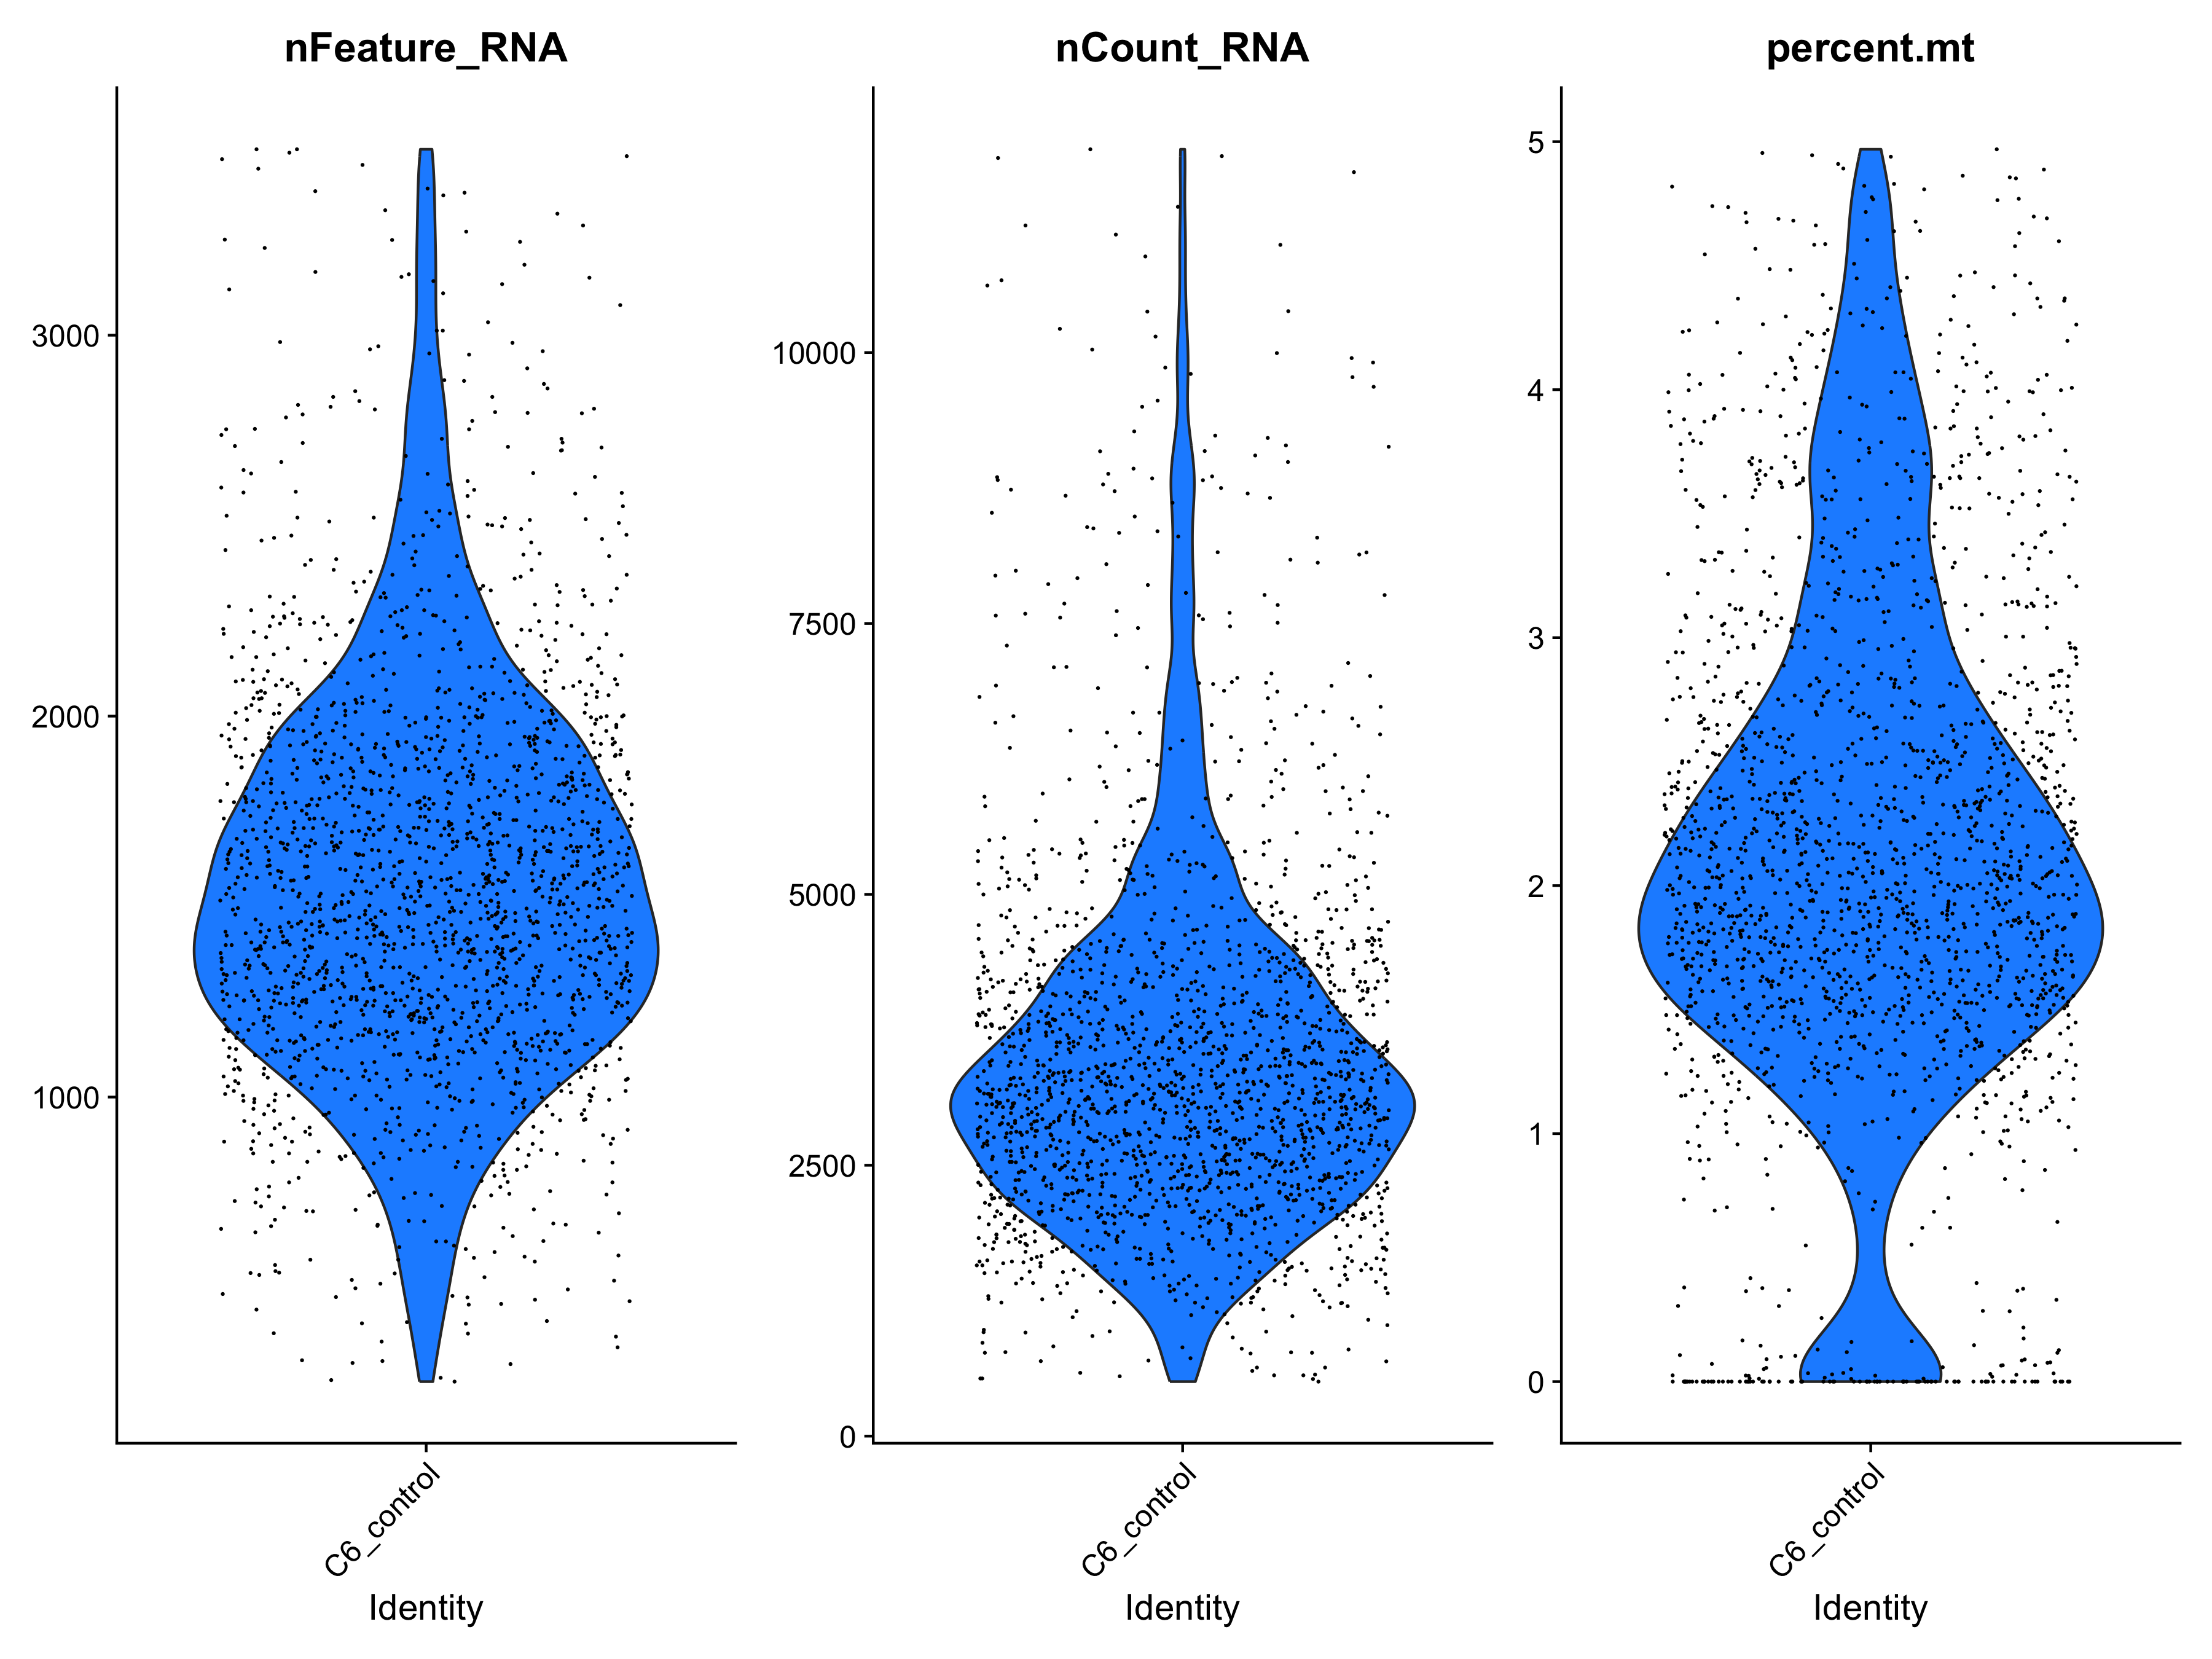 nFeature_RNA
3000
2000
1000
C6_control
Identity
nCount_RNA
10000
7500
5000
2500
0
C6_control
Identity
percent.mt
5
4
3
2
1
0
C6_control
Identity